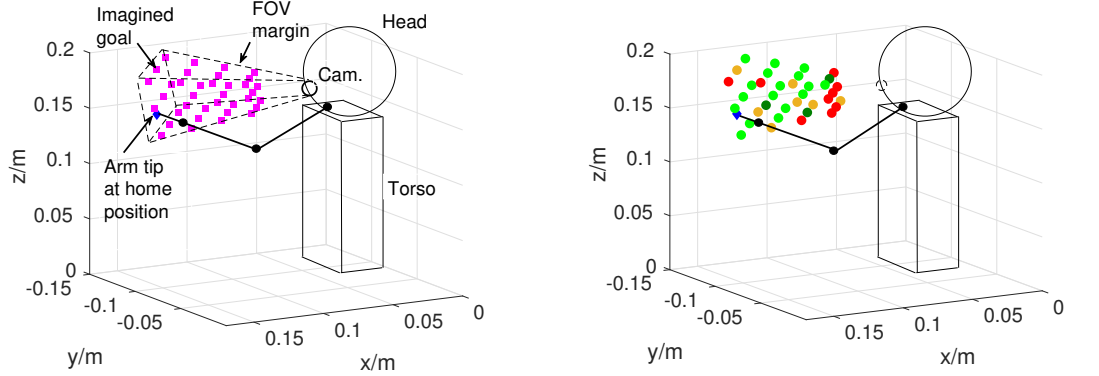 Imagined
goal
FOV
margin
Head
Cam.
Arm tip
at home
position
Torso
0.2
0.15
0.1
0.05
0
z/m
-0.15
-0.1
-0.05
y/m
0.15
0.1
0.05
0
x/m
0.2
0.15
0.1
0.05
0
z/m
-0.15
-0.1
-0.05
y/m
0.15
0.1
0.05
0
x/m